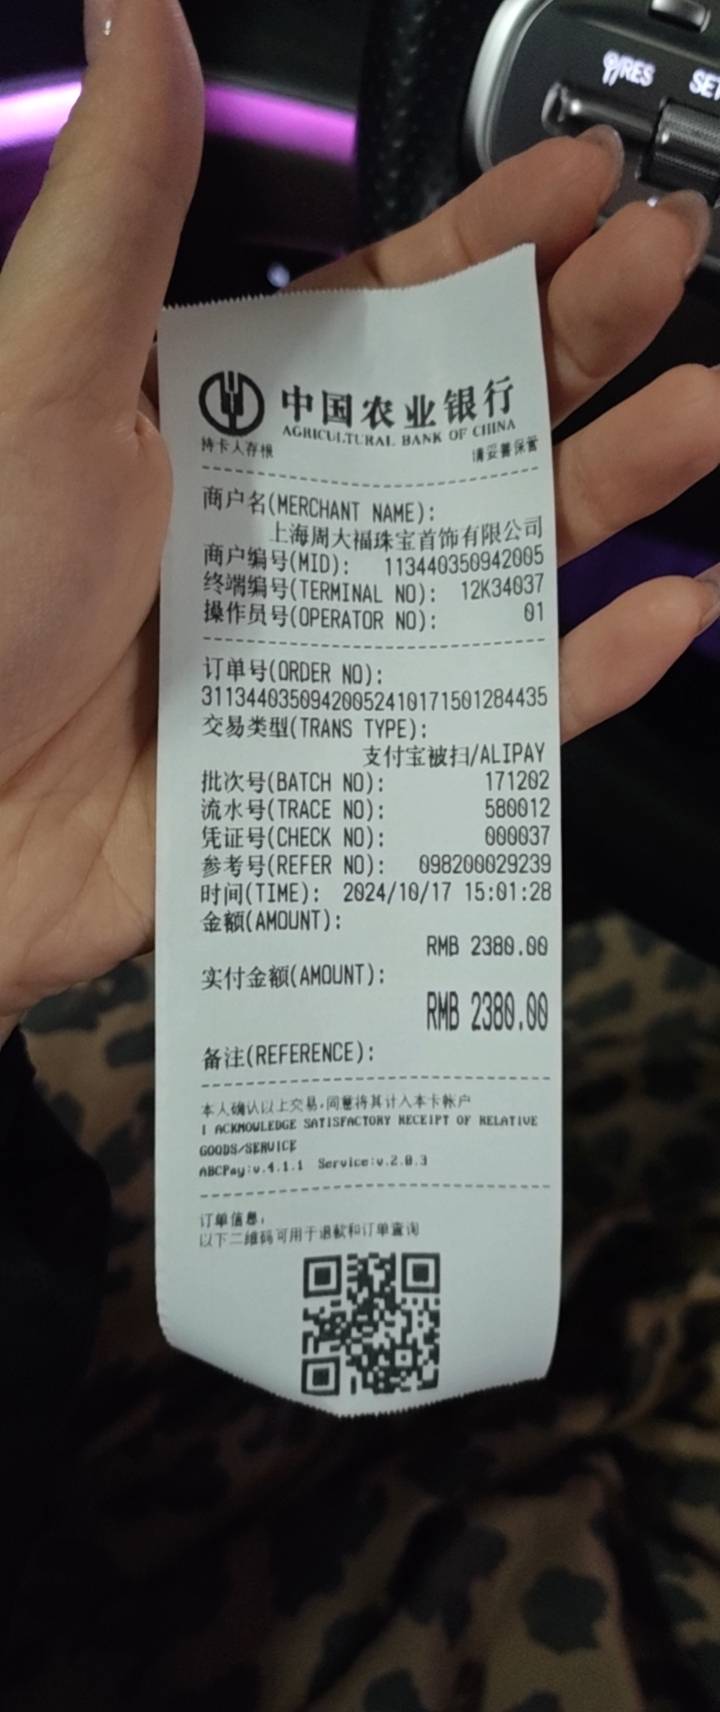 RES SET
中国农业银行
AGRICULTURAL BANK OF CHINA
持卡人存根 请妥善保管
商户名(MERCHANT NAME):
上海周大福珠宝首饰有限公司
商户编号(MID): 113440350942005
终端编号(TERMINAL NO): 12K34037
操作员号(OPERATOR NO): 01
订单号(ORDER NO):
31134403509420052410171501284435
交易类型(TRANS TYPE):
支付宝被扫/ALIPAY
批次号(BATCH NO): 171202
流水号(TRACE NO): 580012
凭证号(CHECK NO): 000037
参考号(REFER NO): 098200029239
时间(TIME): 2024/10/17 15:01:28
金额(AMOUNT):
RMB 2380.00
实付金额(AMOUNT):
RMB 2380.00
备注(REFERENCE):
本人确认以上交易,同意将其计入本卡帐户
I ACKNOWLEDGE SATISFACTORY RECEIPT OF RELATIVE
GOODS/SERVICE
ABCPay:v.4.1.1 Service:v.2.0.3
订单信息:
以下二维码可用于退款和订单查询